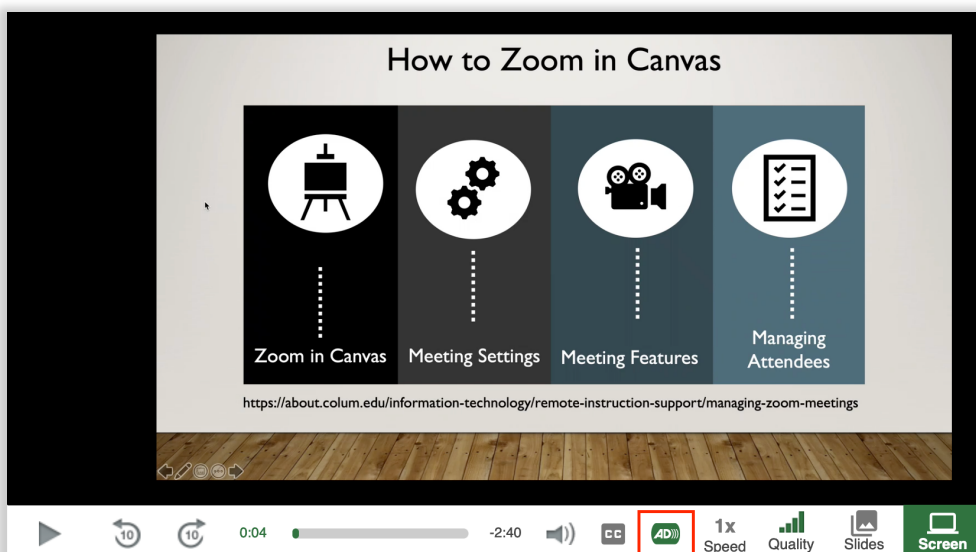 How to Zoom in Canvas
Zoom in Canvas
Meeting Settings
Meeting Features
Managing
Attendees
https://about.colum.edu/information-technology/remote-instruction-support/managing-zoom-meetings
10
10
0:04
-2:40
CC
AD
1x
Speed
Quality
Slides
Screen